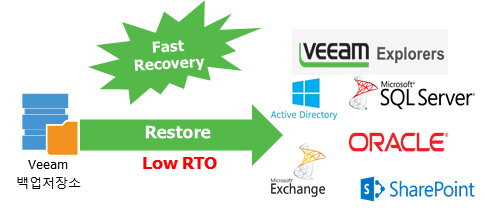 Fast
Recovery
Veeam
백업저장소
Restore
Low RTO
veeAM Explorers
Active Directory
Microsoft
SQL Server
ORACLE
Microsoft
Exchange
SharePoint